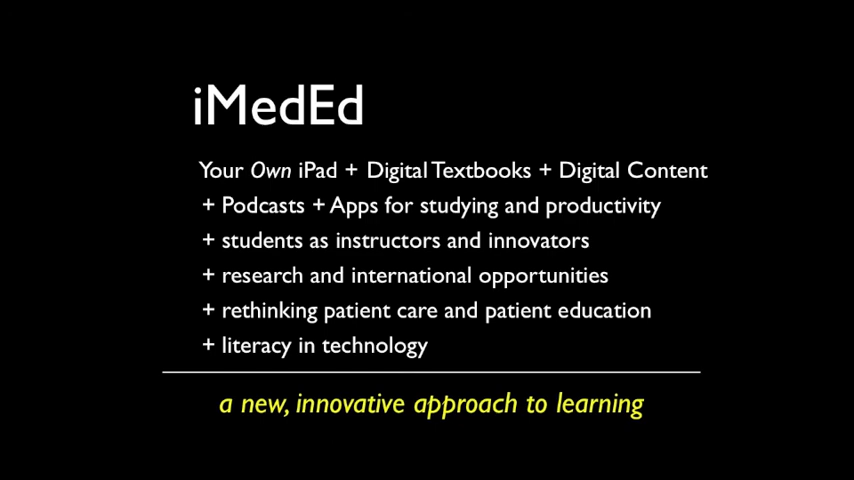 iMedEd
Your Own iPad + Digital Textbooks + Digital Content
+ Podcasts + Apps for studying and productivity
+ students as instructors and innovators
+ research and international opportunities
+ rethinking patient care and patient education
+ literacy in technology
a new, innovative approach to learning